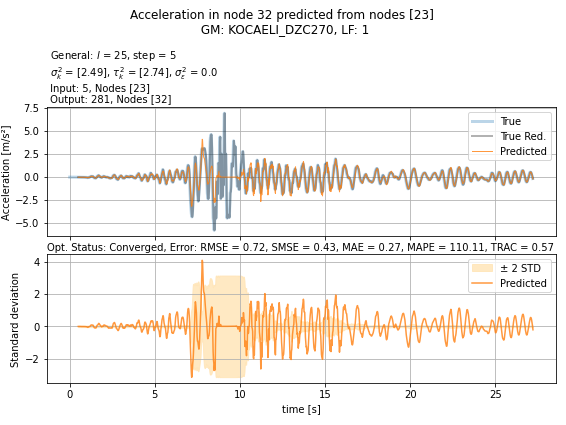 Acceleration in node 32 predicted from nodes [23]
GM: KOCAELI_DZC270, LF: 1
General: l = 25, step = 5
σ²ₖ = [2.49], τ²ₖ = [2.74], σ²ε = 0.0
Input: 5, Nodes [23]
Output: 281, Nodes [32]
7.5
5.0
2.5
0.0
−2.5
−5.0
Acceleration [m/s²]
True
True Red.
Predicted
Opt. Status: Converged, Error: RMSE = 0.72, SMSE = 0.43, MAE = 0.27, MAPE = 110.11, TRAC = 0.57
4
2
0
−2
Standard deviation
± 2 STD
Predicted
0 5 10 15 20 25
time [s]